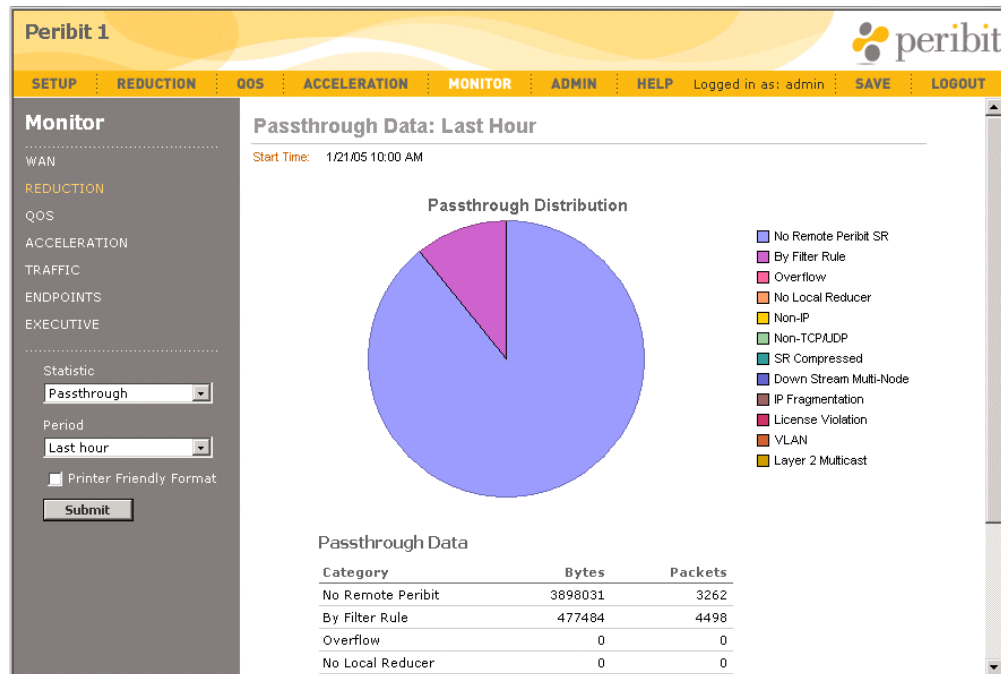 Peribit 1
peribit
SETUP REDUCTION QOS ACCELERATION MONITOR ADMIN HELP Logged in as: admin SAVE LOGOUT
Monitor
WAN
REDUCTION
QOS
ACCELERATION
TRAFFIC
ENDPOINTS
EXECUTIVE
Statistic
Passthrough
Period
Last hour
Printer Friendly Format
Submit
Passthrough Data: Last Hour
Start Time: 1/21/05 10:00 AM
Passthrough Distribution
No Remote Peribit SR
By Filter Rule
Overflow
No Local Reducer
Non-IP
Non-TCP/UDP
SR Compressed
Down Stream Multi-Node
IP Fragmentation
License Violation
VLAN
Layer 2 Multicast
Passthrough Data
Category Bytes Packets
No Remote Peribit 3898031 3262
By Filter Rule 477484 4498
Overflow 0 0
No Local Reducer 0 0